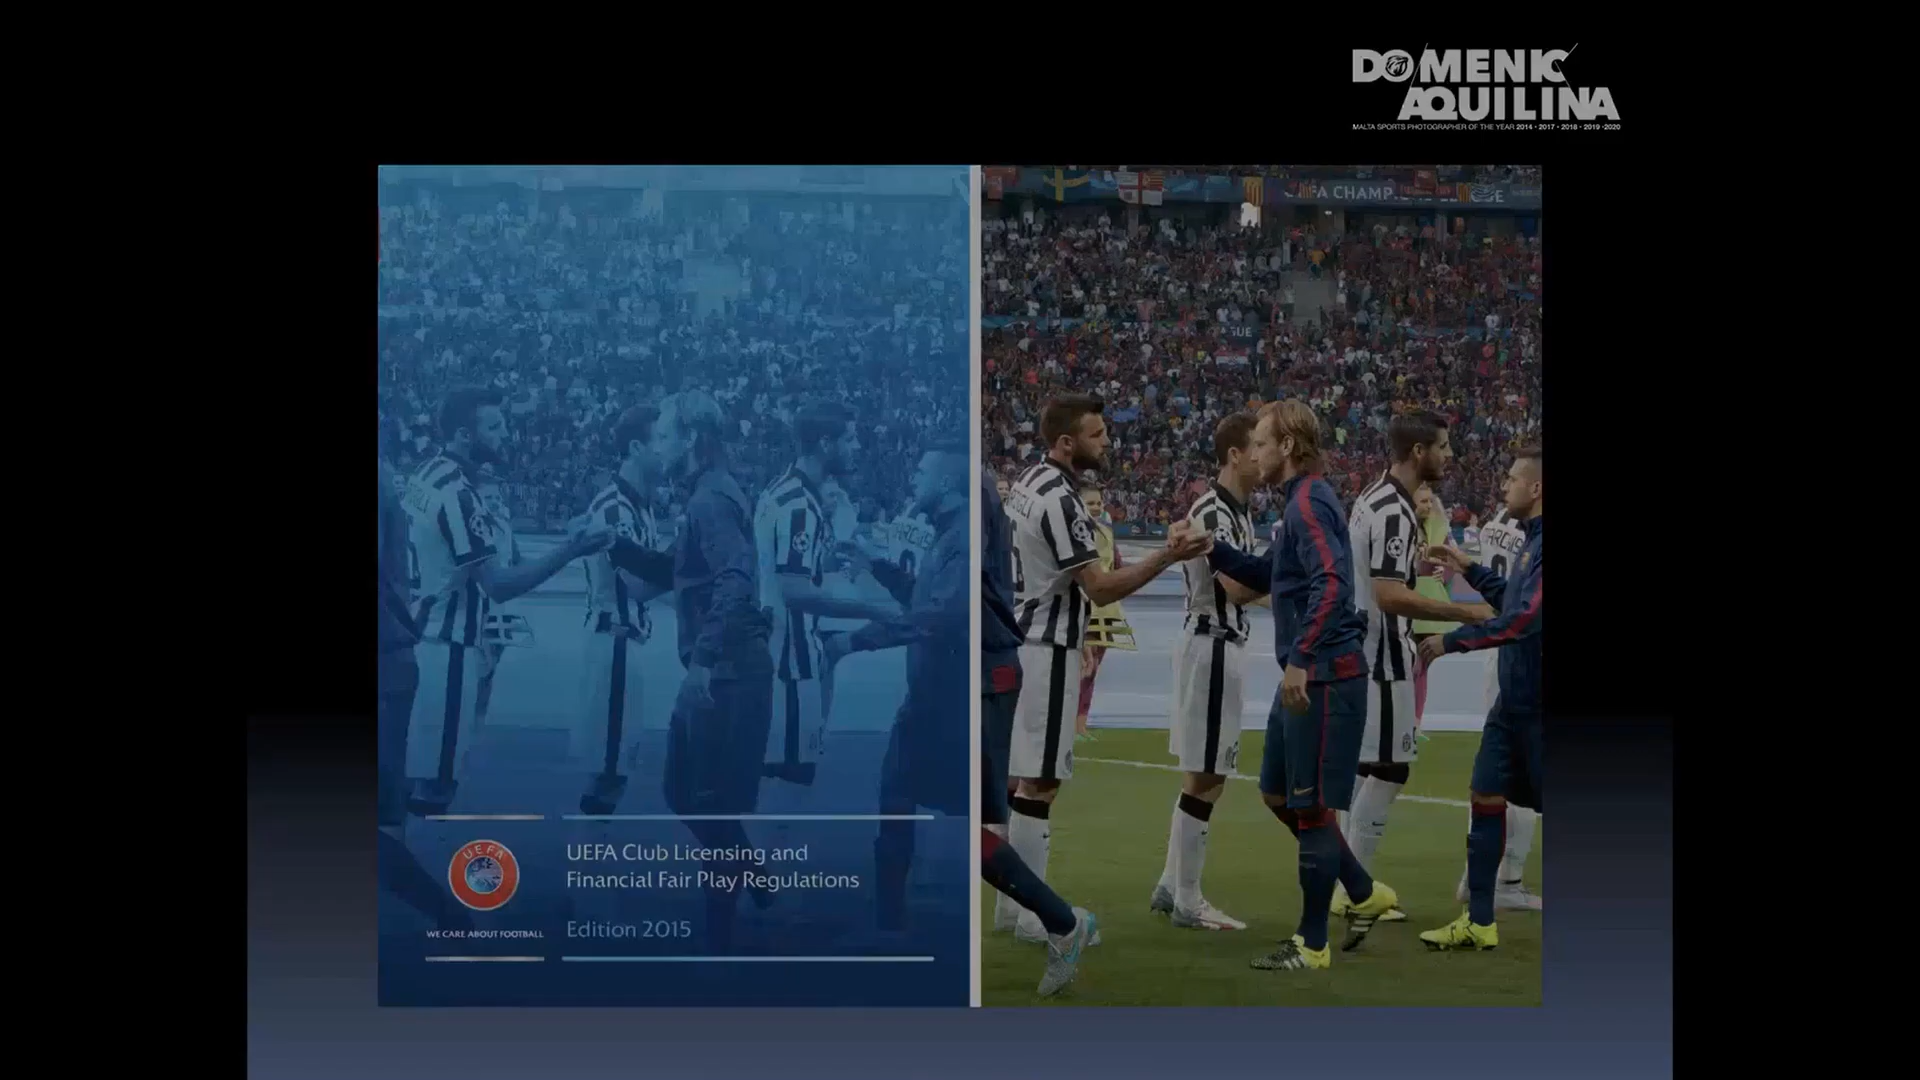 DOMENIC
AQUILINA
MALTA SPORTS PHOTOGRAPHER OF THE YEAR 2014 • 2017 • 2018 • 2019 • 2020
UEFA
WE CARE ABOUT FOOTBALL
UEFA Club Licensing and
Financial Fair Play Regulations
Edition 2015